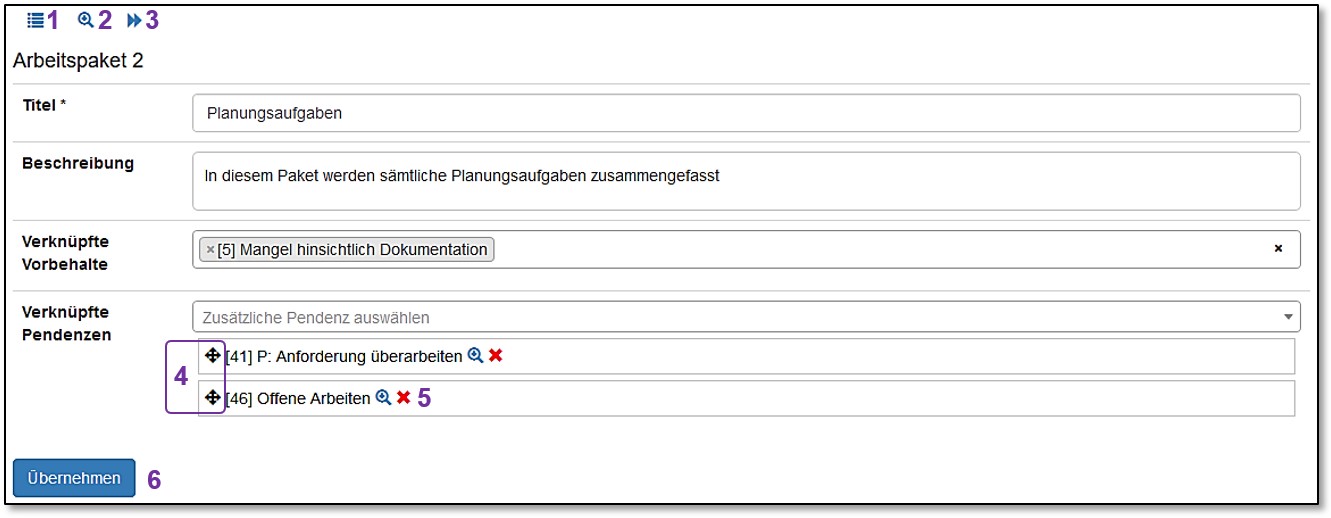 1 2 3
Arbeitspaket 2
Titel *
Planungsaufgaben
Beschreibung
In diesem Paket werden sämtliche Planungsaufgaben zusammengefasst
Verknüpfte
Vorbehalte
×[5] Mangel hinsichtlich Dokumentation ×
Verknüpfte
Pendenzen
Zusätzliche Pendenz auswählen
4
[41] P: Anforderung überarbeiten
[46] Offene Arbeiten 5
Übernehmen 6